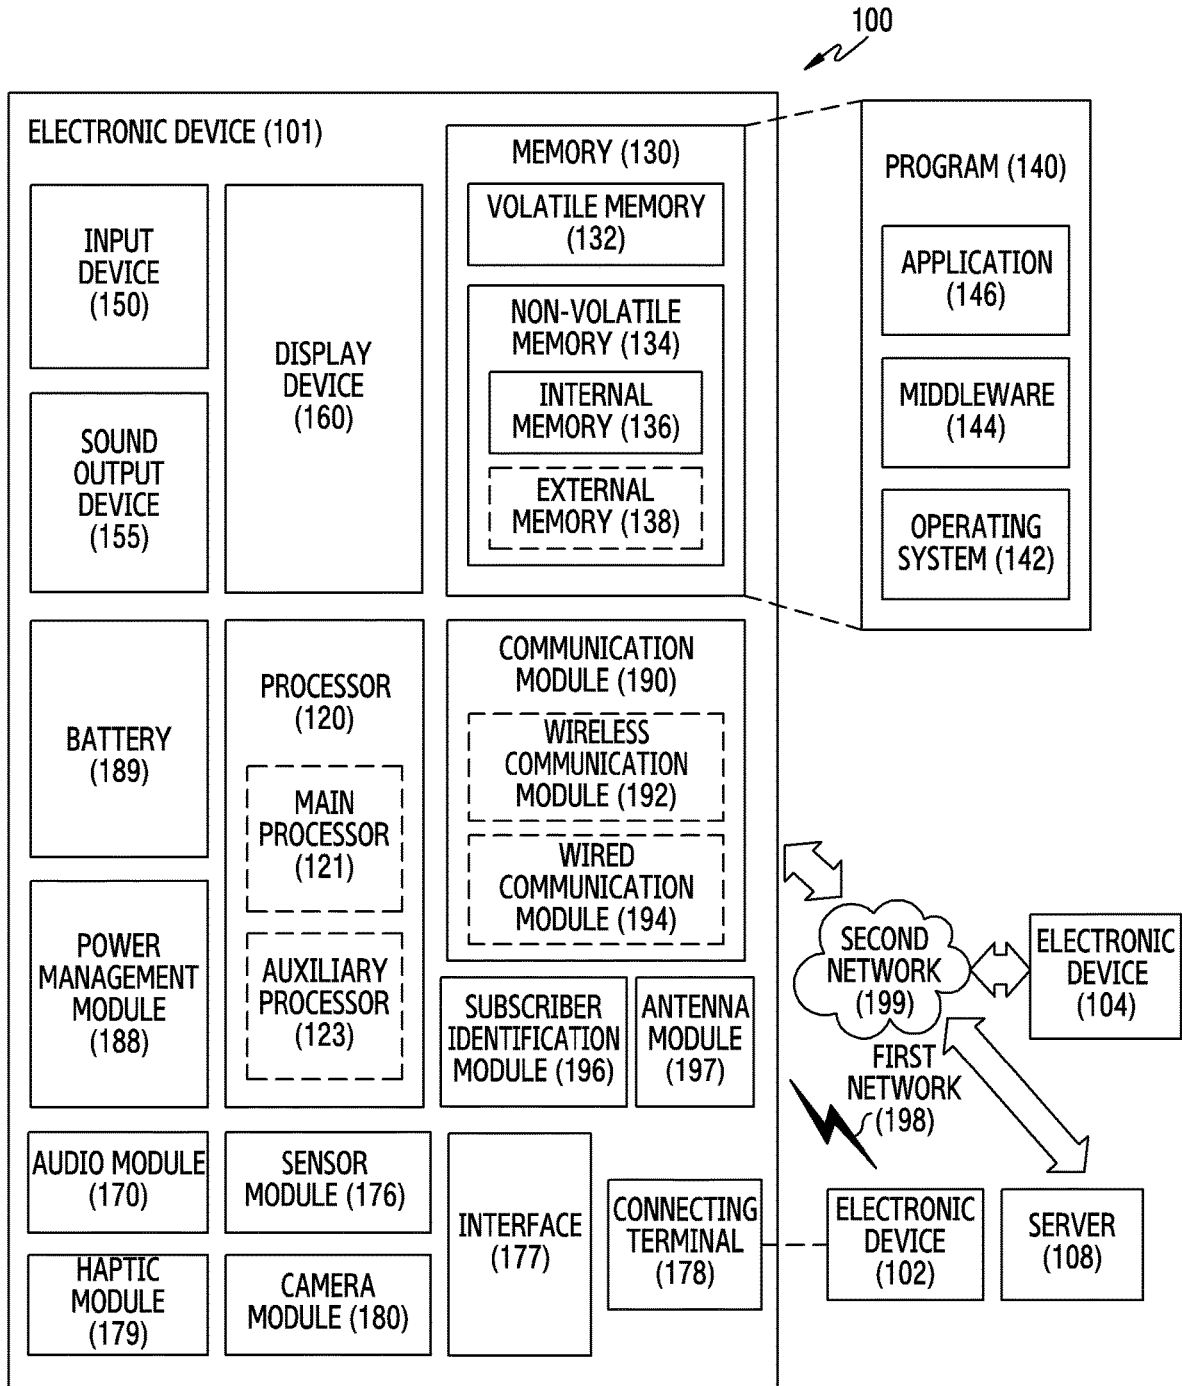 100
ELECTRONIC DEVICE (101)
INPUT
DEVICE
(150)
SOUND
OUTPUT
DEVICE
(155)
DISPLAY
DEVICE
(160)
MEMORY (130)
VOLATILE MEMORY
(132)
NON-VOLATILE
MEMORY (134)
INTERNAL
MEMORY (136)
EXTERNAL
MEMORY (138)
PROGRAM (140)
APPLICATION
(146)
MIDDLEWARE
(144)
OPERATING
SYSTEM (142)
BATTERY
(189)
POWER
MANAGEMENT
MODULE
(188)
PROCESSOR
(120)
MAIN
PROCESSOR
(121)
AUXILIARY
PROCESSOR
(123)
COMMUNICATION
MODULE (190)
WIRELESS
COMMUNICATION
MODULE (192)
WIRED
COMMUNICATION
MODULE (194)
SUBSCRIBER
IDENTIFICATION
MODULE (196)
ANTENNA
MODULE
(197)
SECOND
NETWORK
(199)
ELECTRONIC
DEVICE
(104)
FIRST
NETWORK
(198)
AUDIO MODULE
(170)
SENSOR
MODULE (176)
INTERFACE
(177)
CONNECTING
TERMINAL
(178)
ELECTRONIC
DEVICE
(102)
SERVER
(108)
HAPTIC
MODULE
(179)
CAMERA
MODULE (180)